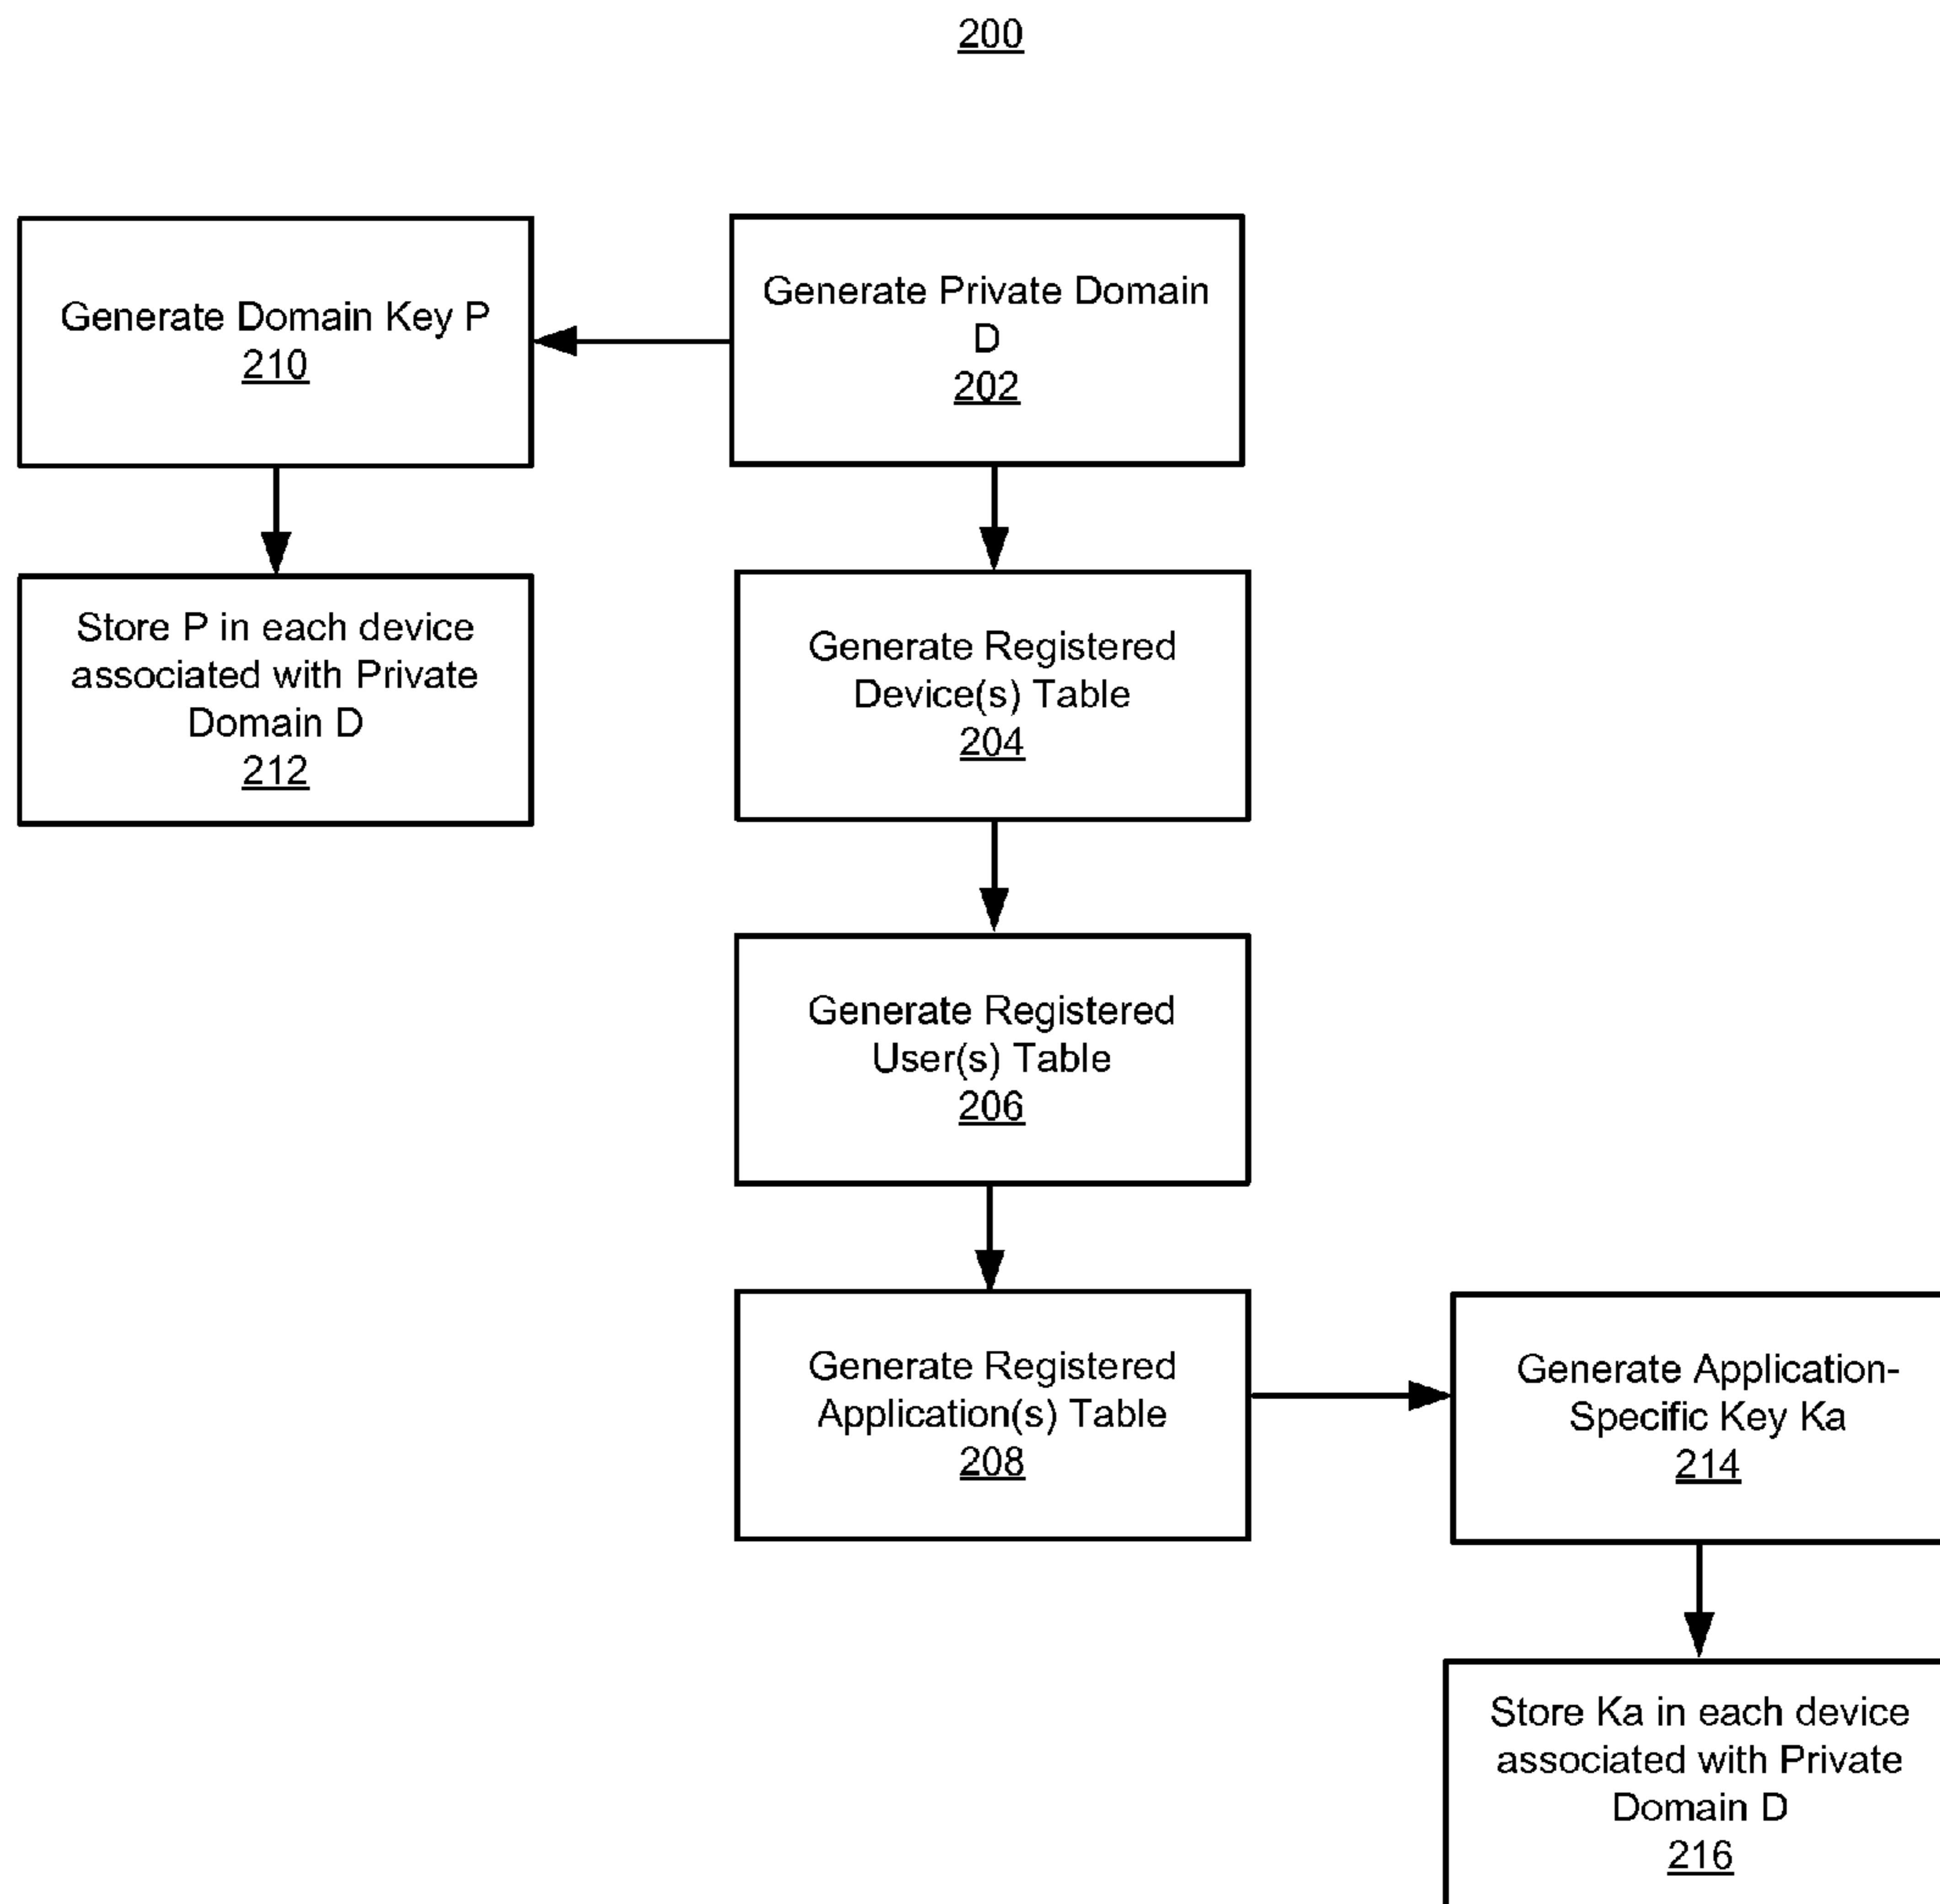 200
Generate Domain Key P
210
Generate Private Domain
D
202
Store P in each device
associated with Private
Domain D
212
Generate Registered
Device(s) Table
204
Generate Registered
User(s) Table
206
Generate Registered
Application(s) Table
208
Generate Application-
Specific Key Ka
214
Store Ka in each device
associated with Private
Domain D
216